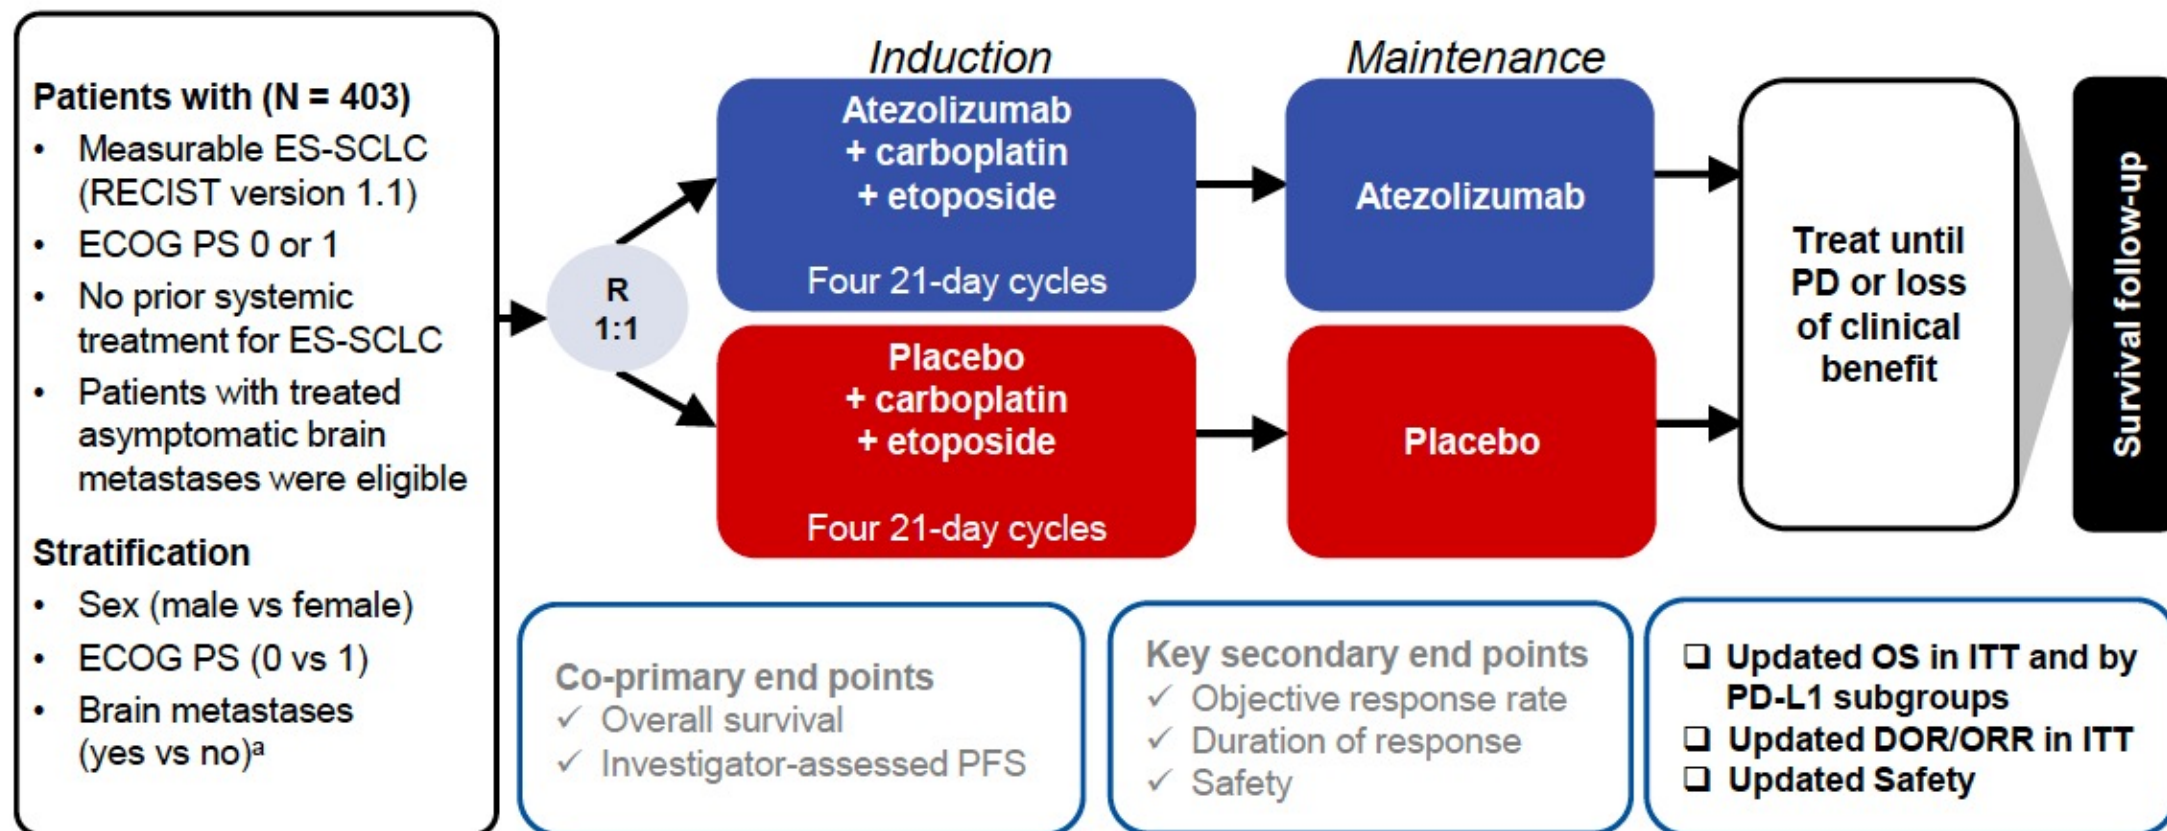 Patients with (N = 403)
• Measurable ES-SCLC
(RECIST version 1.1)
• ECOG PS 0 or 1
• No prior systemic
treatment for ES-SCLC
• Patients with treated
asymptomatic brain
metastases were eligible
Stratification
• Sex (male vs female)
• ECOG PS (0 vs 1)
• Brain metastases
(yes vs no)ᵃ
R
1:1
Induction
Atezolizumab
+ carboplatin
+ etoposide
Four 21-day cycles
Placebo
+ carboplatin
+ etoposide
Four 21-day cycles
Maintenance
Atezolizumab
Placebo
Treat until
PD or loss
of clinical
benefit
Survival follow-up
Co-primary end points
✓ Overall survival
✓ Investigator-assessed PFS
Key secondary end points
✓ Objective response rate
✓ Duration of response
✓ Safety
❑ Updated OS in ITT and by
PD-L1 subgroups
❑ Updated DOR/ORR in ITT
❑ Updated Safety